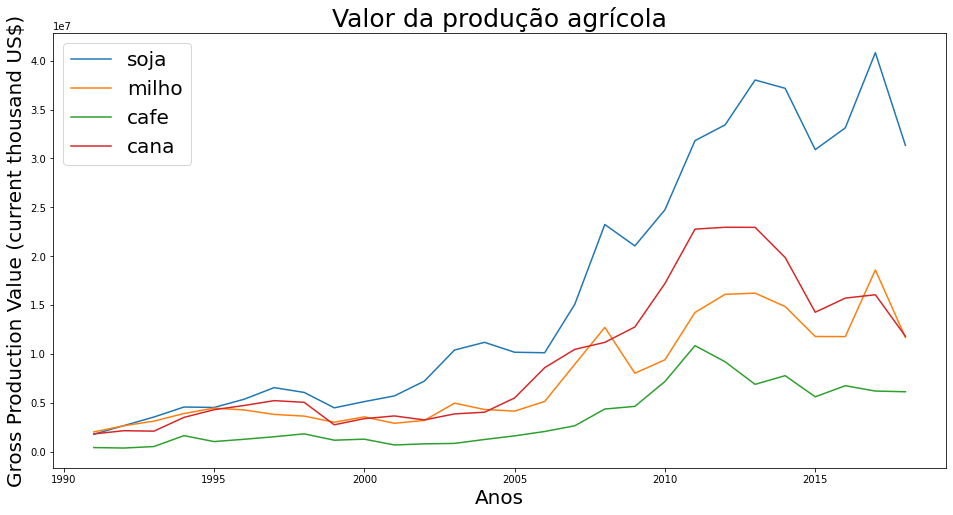 Valor da produção agrícola
1e7
Gross Production Value (current thousand US$)
4.0
3.5
3.0
2.5
2.0
1.5
1.0
0.5
0.0
soja
milho
cafe
cana
1990
1995
2000
2005
2010
2015
Anos